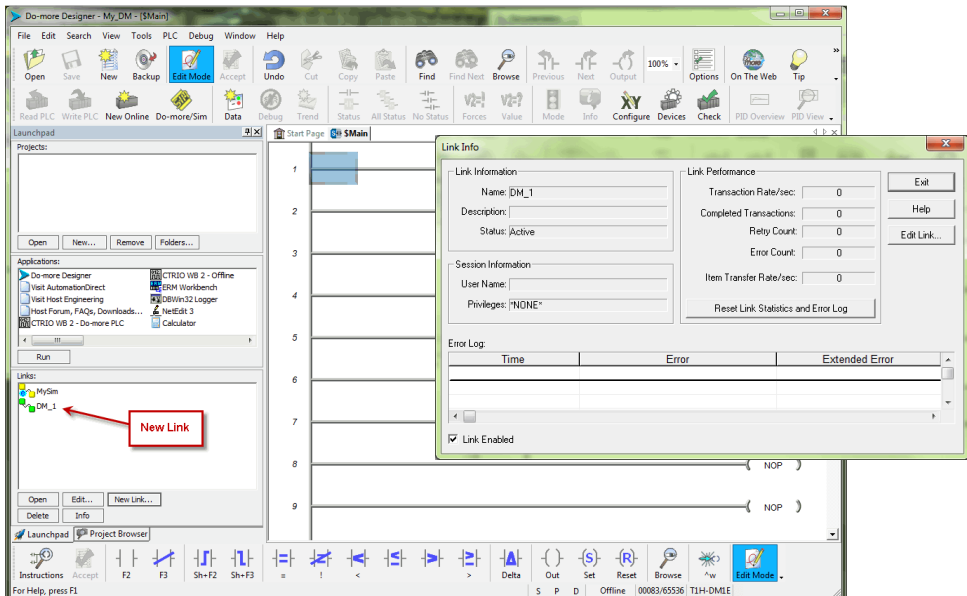 Do-more Designer - My_DM - [$Main]
File Edit Search View Tools PLC Debug Window Help
Open Save New Backup Edit Mode Accept Undo Cut Copy Paste Find Find Next Browse Previous Next Output 100% Options On The Web Tip
Read PLC Write PLC New Online Do-more/Sim Data Debug Trend Status All Status No Status Forces Value Mode Info Configure Devices Check PID Overview PID View
Launchpad
Projects:
Open New... Remove Folders...
Applications:
Do-more Designer CTRIO WB 2 - Offline
Visit AutomationDirect ERM Workbench
Visit Host Engineering DBWin32 Logger
Host Forum, FAQs, Downloads... NetEdit 3
CTRIO WB 2 - Do-more PLC Calculator
Run
Links:
MySim
DM_1
New Link
Open Edit... New Link...
Delete Info
Launchpad Project Browser
Start Page $Main
1
2
3
4
5
6
7
8 NOP
9 NOP
Link Info
Link Information
Name: DM_1
Description:
Status: Active
Session Information
User Name:
Privileges: *NONE*
Link Performance
Transaction Rate/sec: 0
Completed Transactions: 0
Retry Count: 0
Error Count: 0
Item Transfer Rate/sec: 0
Reset Link Statistics and Error Log
Exit
Help
Edit Link...
Error Log:
Time Error Extended Error
Link Enabled
Instructions Accept F2 F3 Sh+F2 Sh+F3 = ! < > Delta Out Set Reset Browse ^w Edit Mode
For Help, press F1 S P D Offline 00083/65536 T1H-DM1E